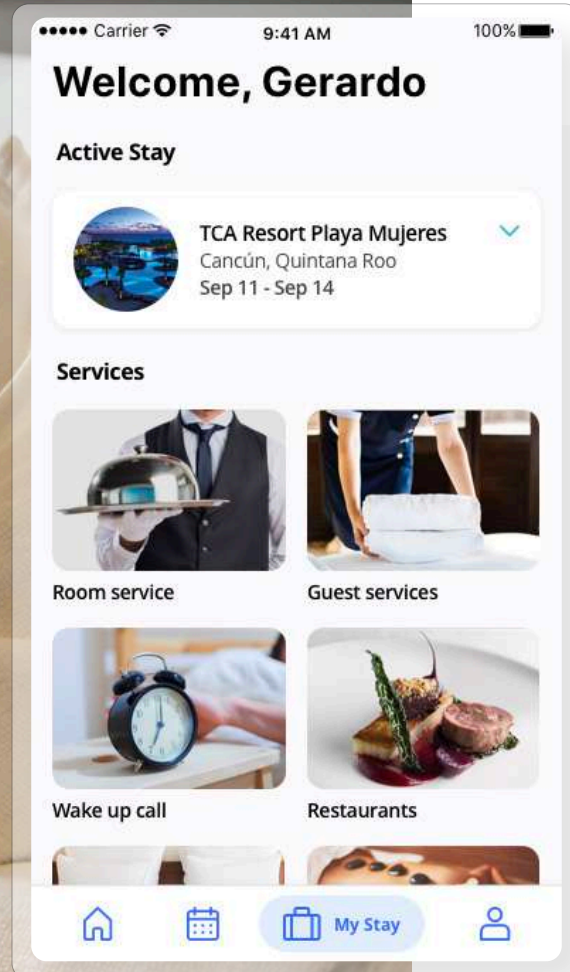 Carrier 9:41 AM 100%
Welcome, Gerardo
Active Stay
TCA Resort Playa Mujeres
Cancún, Quintana Roo
Sep 11 - Sep 14
Services
Room service Guest services
Wake up call Restaurants
My Stay